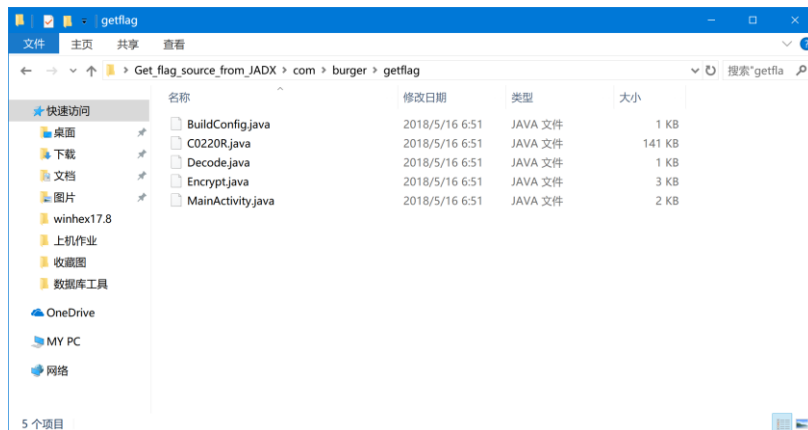 getflag
文件 主页 共享 查看
Get_flag_source_from_JADX > com > burger > getflag 搜索"getfla
名称 修改日期 类型 大小
快速访问
BuildConfig.java 2018/5/16 6:51 JAVA 文件 1 KB
桌面
C0220R.java 2018/5/16 6:51 JAVA 文件 141 KB
下载
Decode.java 2018/5/16 6:51 JAVA 文件 1 KB
文档
Encrypt.java 2018/5/16 6:51 JAVA 文件 3 KB
图片
MainActivity.java 2018/5/16 6:51 JAVA 文件 2 KB
winhex17.8
上机作业
收藏图
数据库工具
OneDrive
MY PC
网络
5 个项目